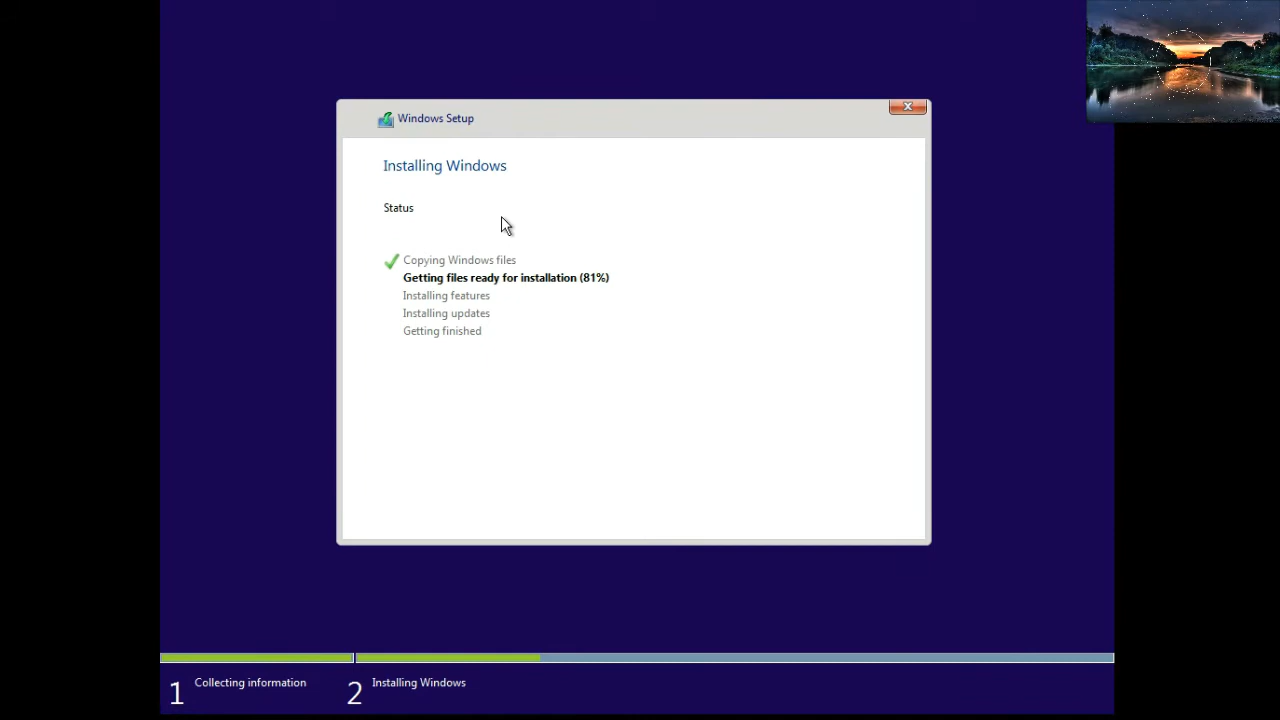 Windows Setup
Installing Windows
Status
Copying Windows files
Getting files ready for installation (81%)
Installing features
Installing updates
Getting finished
1 Collecting information
2 Installing Windows